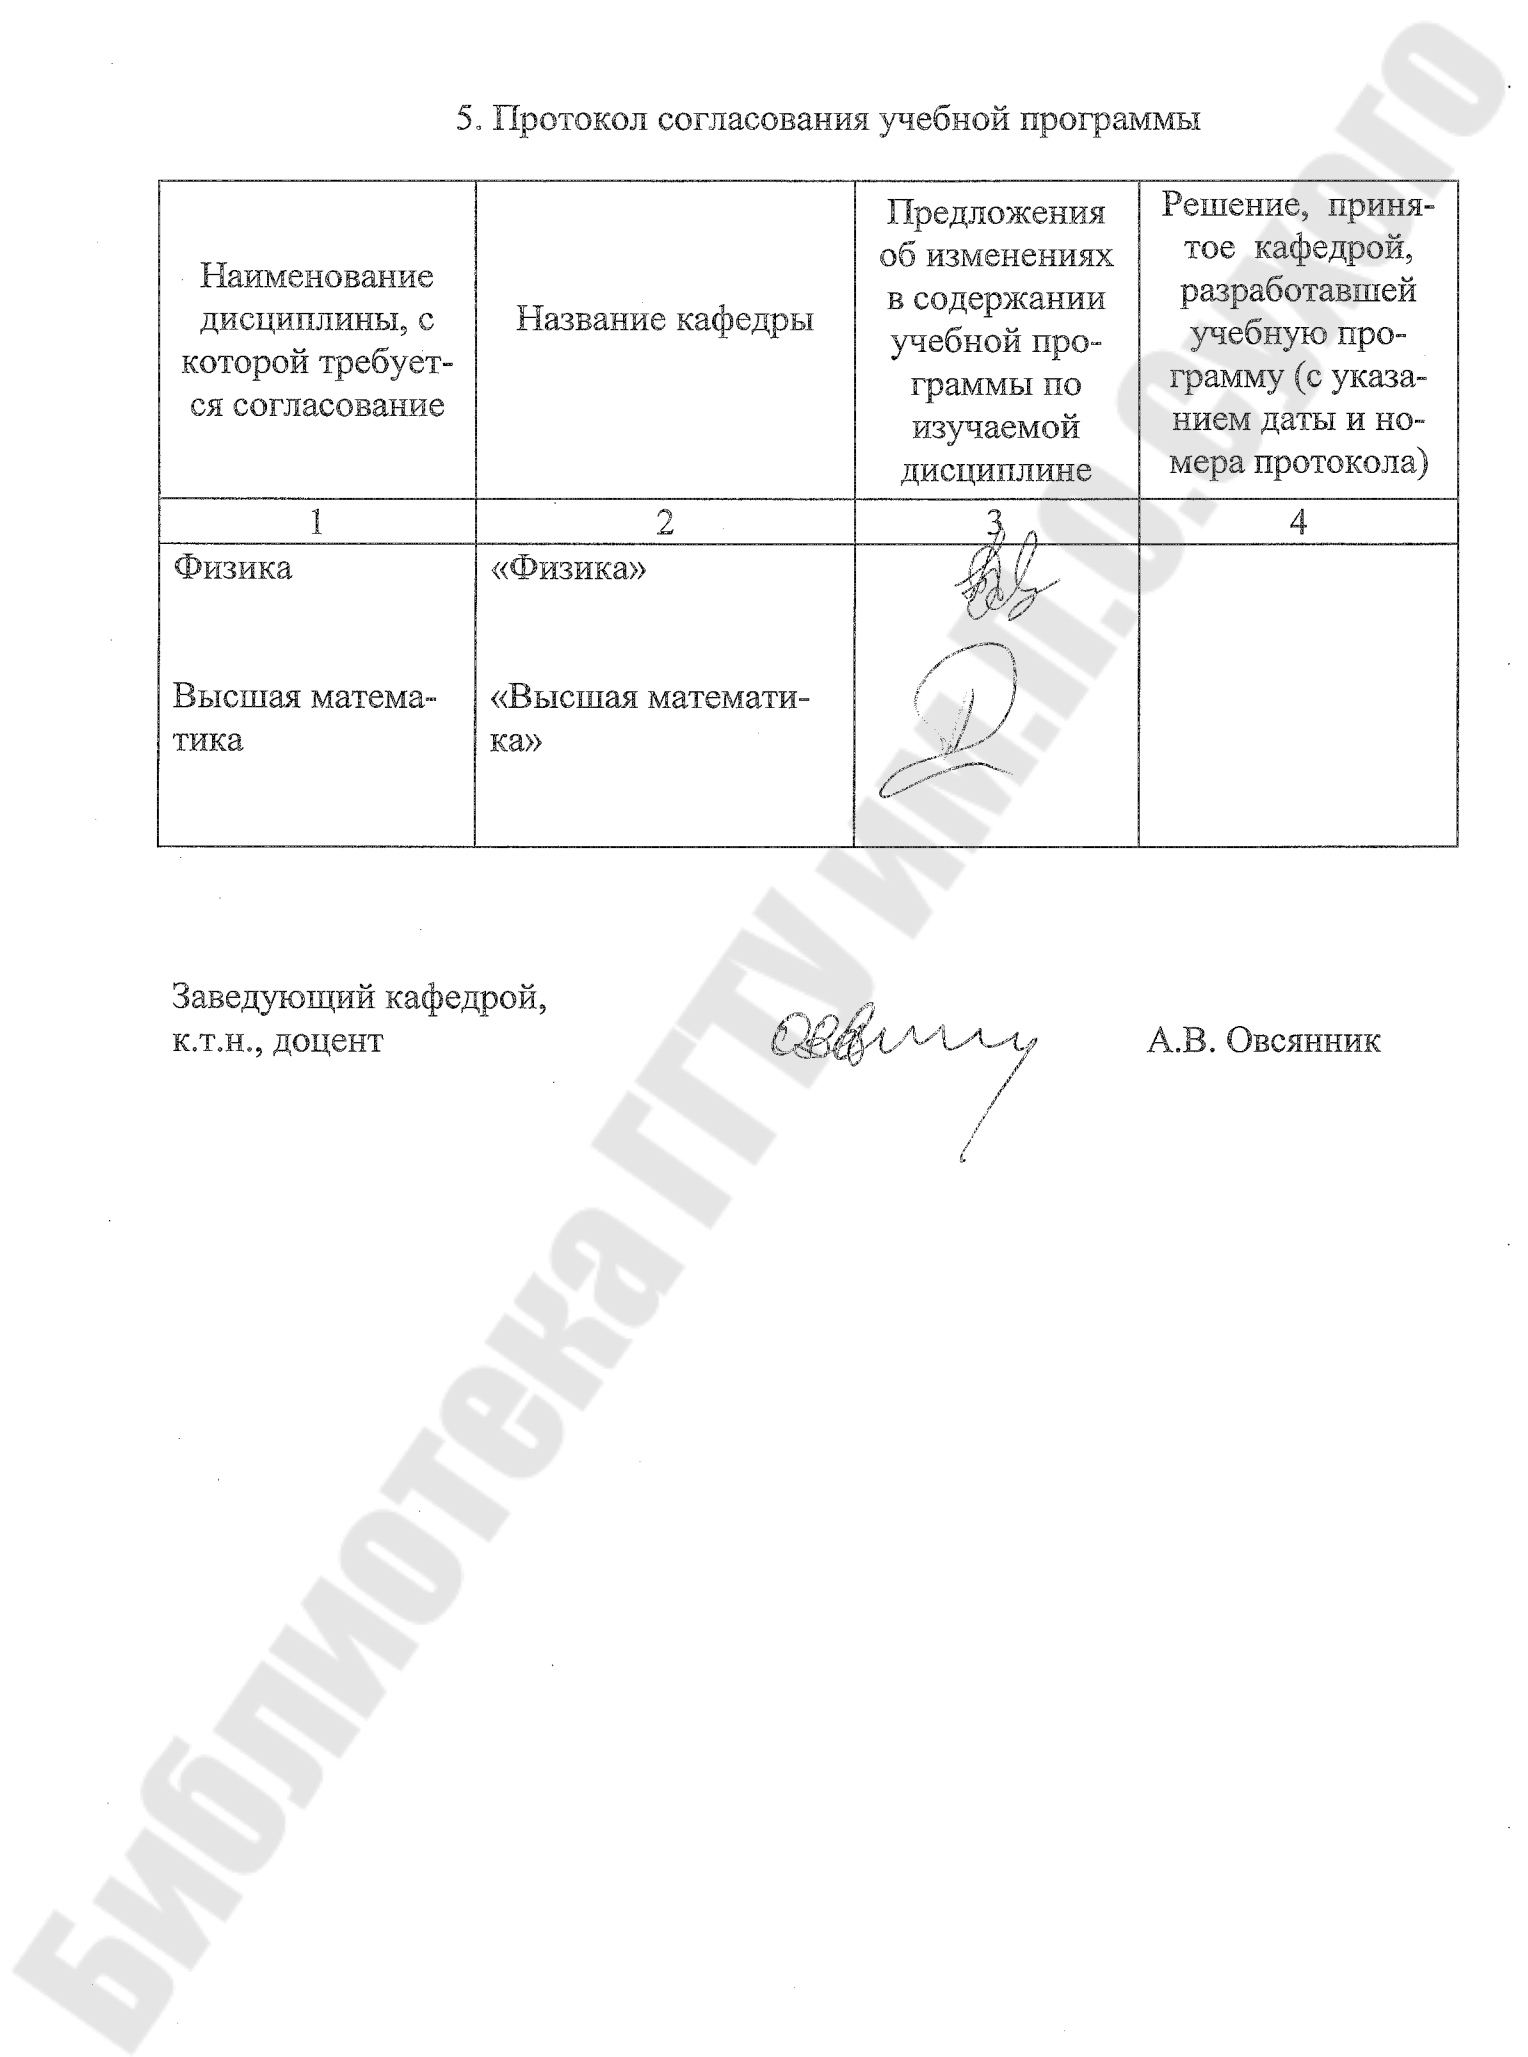 5. Протокол согласования учебной программы
Наименование
дисциплины, с
которой требует-
ся согласование
Название кафедры
Предложения
об изменениях
в содержании
учебной про-
граммы по
изучаемой
дисциплине
Решение, приня-
тое кафедрой,
разработавшей
учебную про-
грамму (с указа-
нием даты и но-
мера протокола)
1
2
3
4
Физика
«Физика»
Высшая матема-
тика
«Высшая математи-
ка»
Заведующий кафедрой,
к.т.н., доцент
А.В. Овсянник
Библиотека ГГТУ им.П.О.Сухого